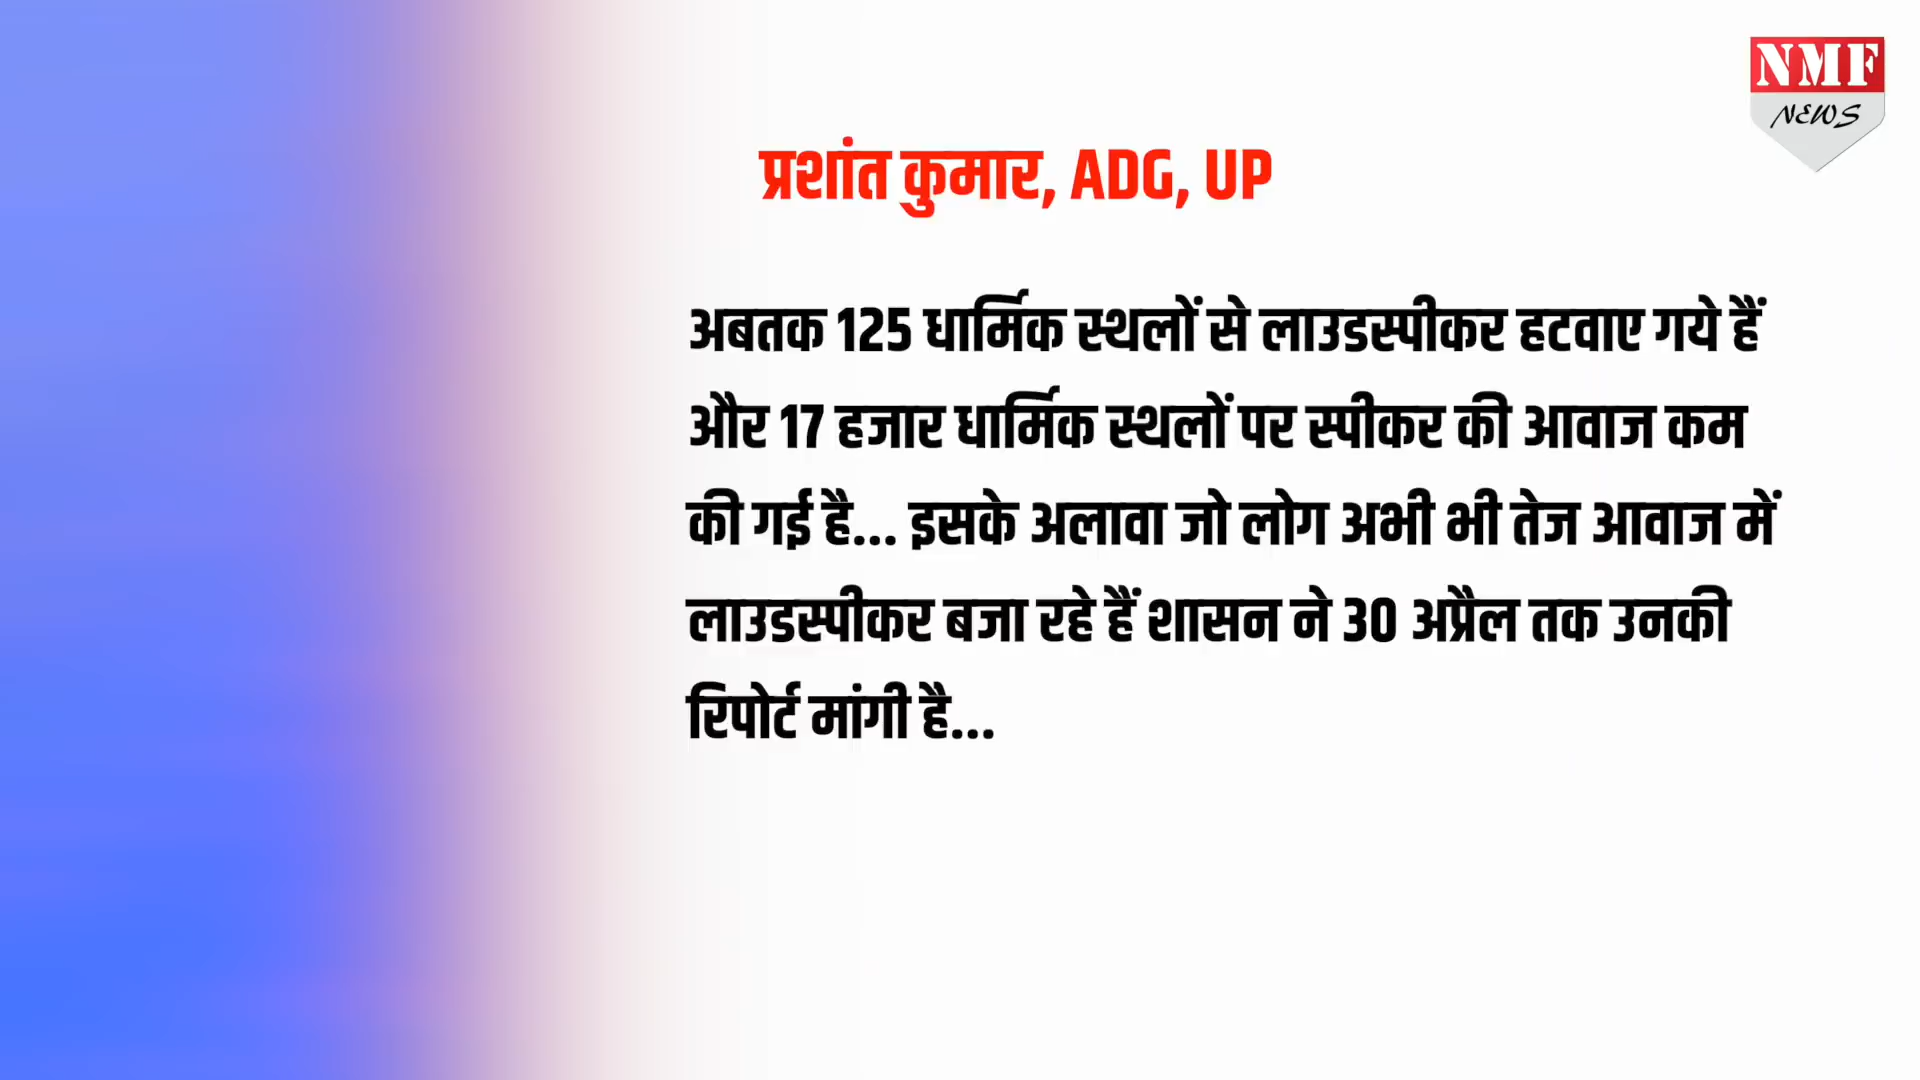 NMF
NEWS
प्रशांत कुमार, ADG, UP
अबतक 125 धार्मिक स्थलों से लाउडस्पीकर हटवाए गये हैं
और 17 हजार धार्मिक स्थलों पर स्पीकर की आवाज कम
की गई है... इसके अलावा जो लोग अभी भी तेज आवाज में
लाउडस्पीकर बजा रहे हैं शासन ने 30 अप्रैल तक उनकी
रिपोर्ट मांगी है...